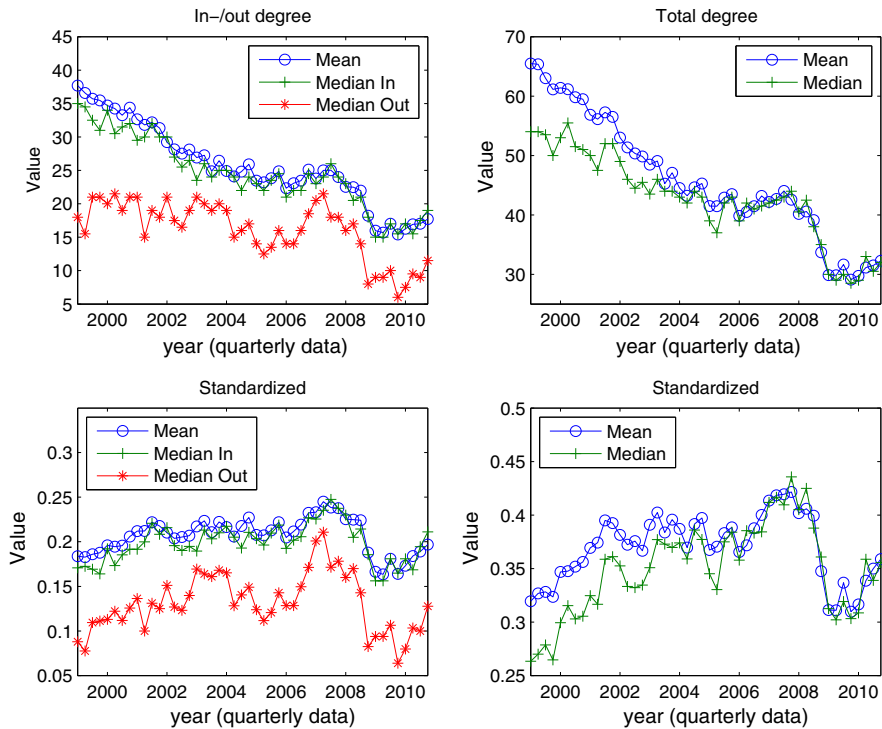 In-/out degree
45
40
35
30
25
20
15
10
5
Value
Mean
Median In
Median Out
2000 2002 2004 2006 2008 2010
year (quarterly data)
Total degree
70
60
50
40
30
Mean
Median
2000 2002 2004 2006 2008 2010
year (quarterly data)
Standardized
0.3
0.25
0.2
0.15
0.1
0.05
Value
Mean
Median In
Median Out
2000 2002 2004 2006 2008 2010
year (quarterly data)
Standardized
0.5
0.45
0.4
0.35
0.3
0.25
Value
Mean
Median
2000 2002 2004 2006 2008 2010
year (quarterly data)